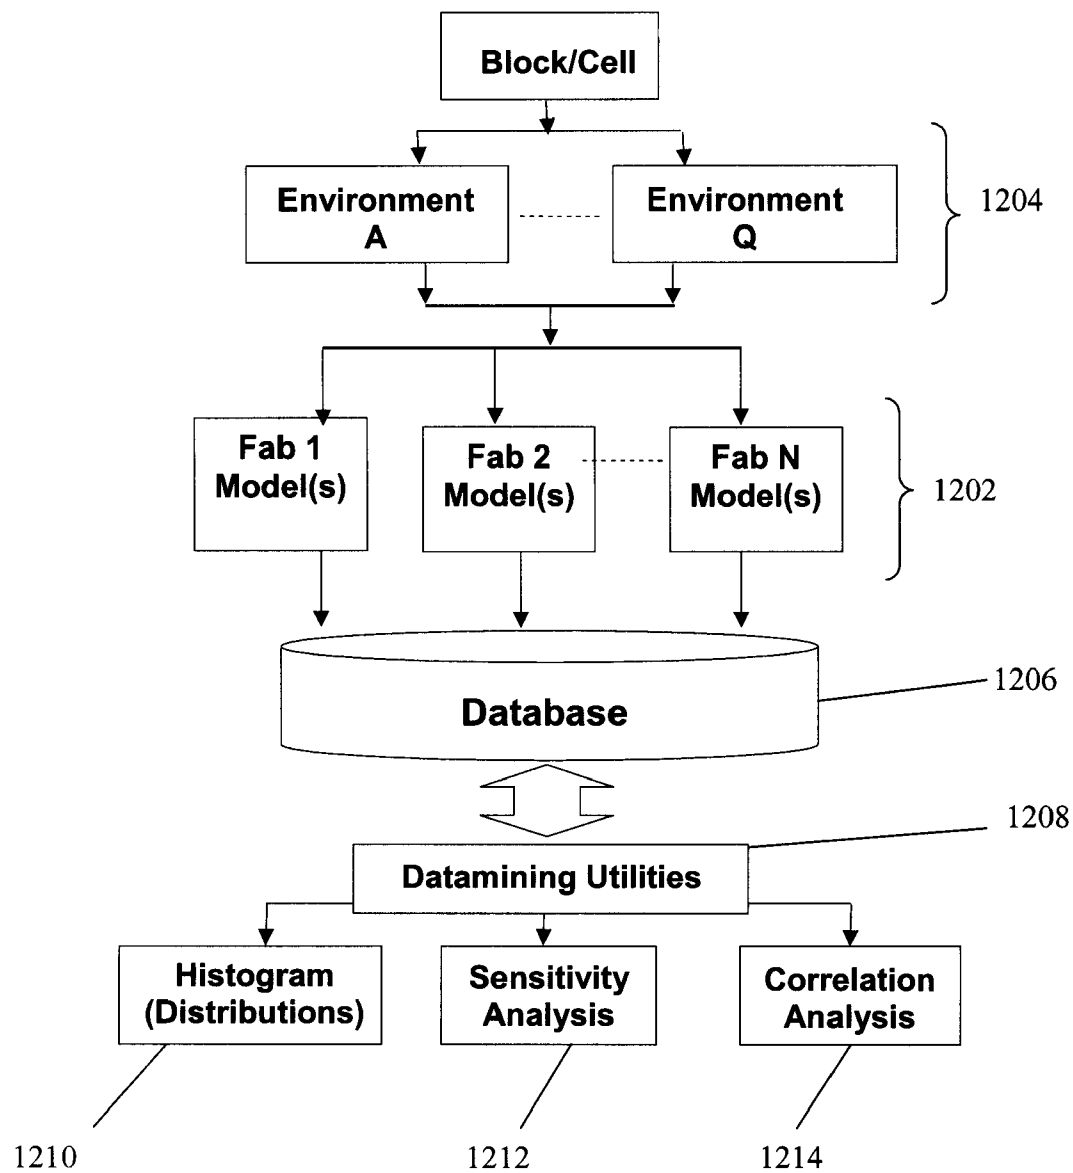 Block/Cell
Environment
A
Environment
Q
1204
Fab 1
Model(s)
Fab 2
Model(s)
Fab N
Model(s)
1202
Database
1206
1208
Datamining Utilities
Histogram
(Distributions)
Sensitivity
Analysis
Correlation
Analysis
1210
1212
1214